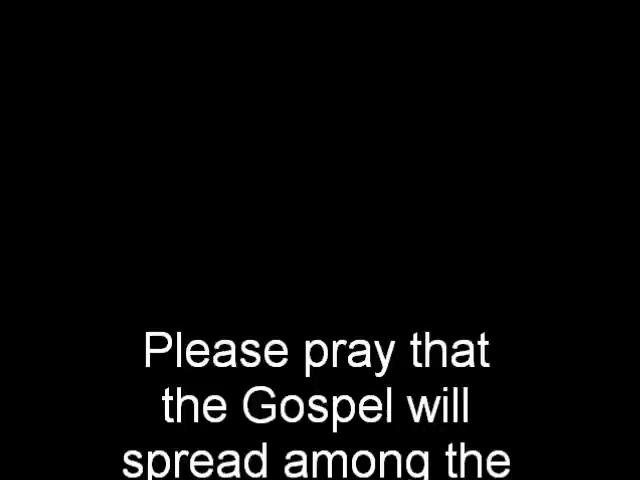 Please pray that
the Gospel will
spread among the